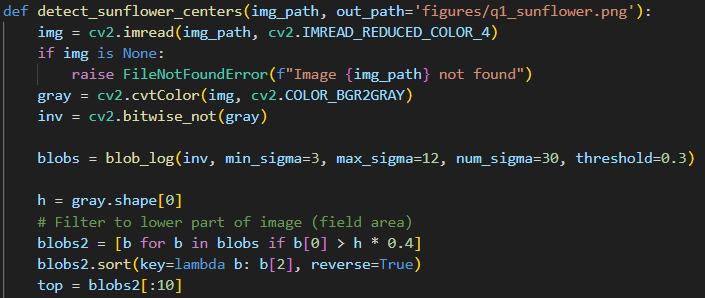 def detect_sunflower_centers(img_path, out_path='figures/q1_sunflower.png'):
    img = cv2.imread(img_path, cv2.IMREAD_REDUCED_COLOR_4)
    if img is None:
        raise FileNotFoundError(f"Image {img_path} not found")
    gray = cv2.cvtColor(img, cv2.COLOR_BGR2GRAY)
    inv = cv2.bitwise_not(gray)

    blobs = blob_log(inv, min_sigma=3, max_sigma=12, num_sigma=30, threshold=0.3)

    h = gray.shape[0]
    # Filter to lower part of image (field area)
    blobs2 = [b for b in blobs if b[0] > h * 0.4]
    blobs2.sort(key=lambda b: b[2], reverse=True)
    top = blobs2[:10]